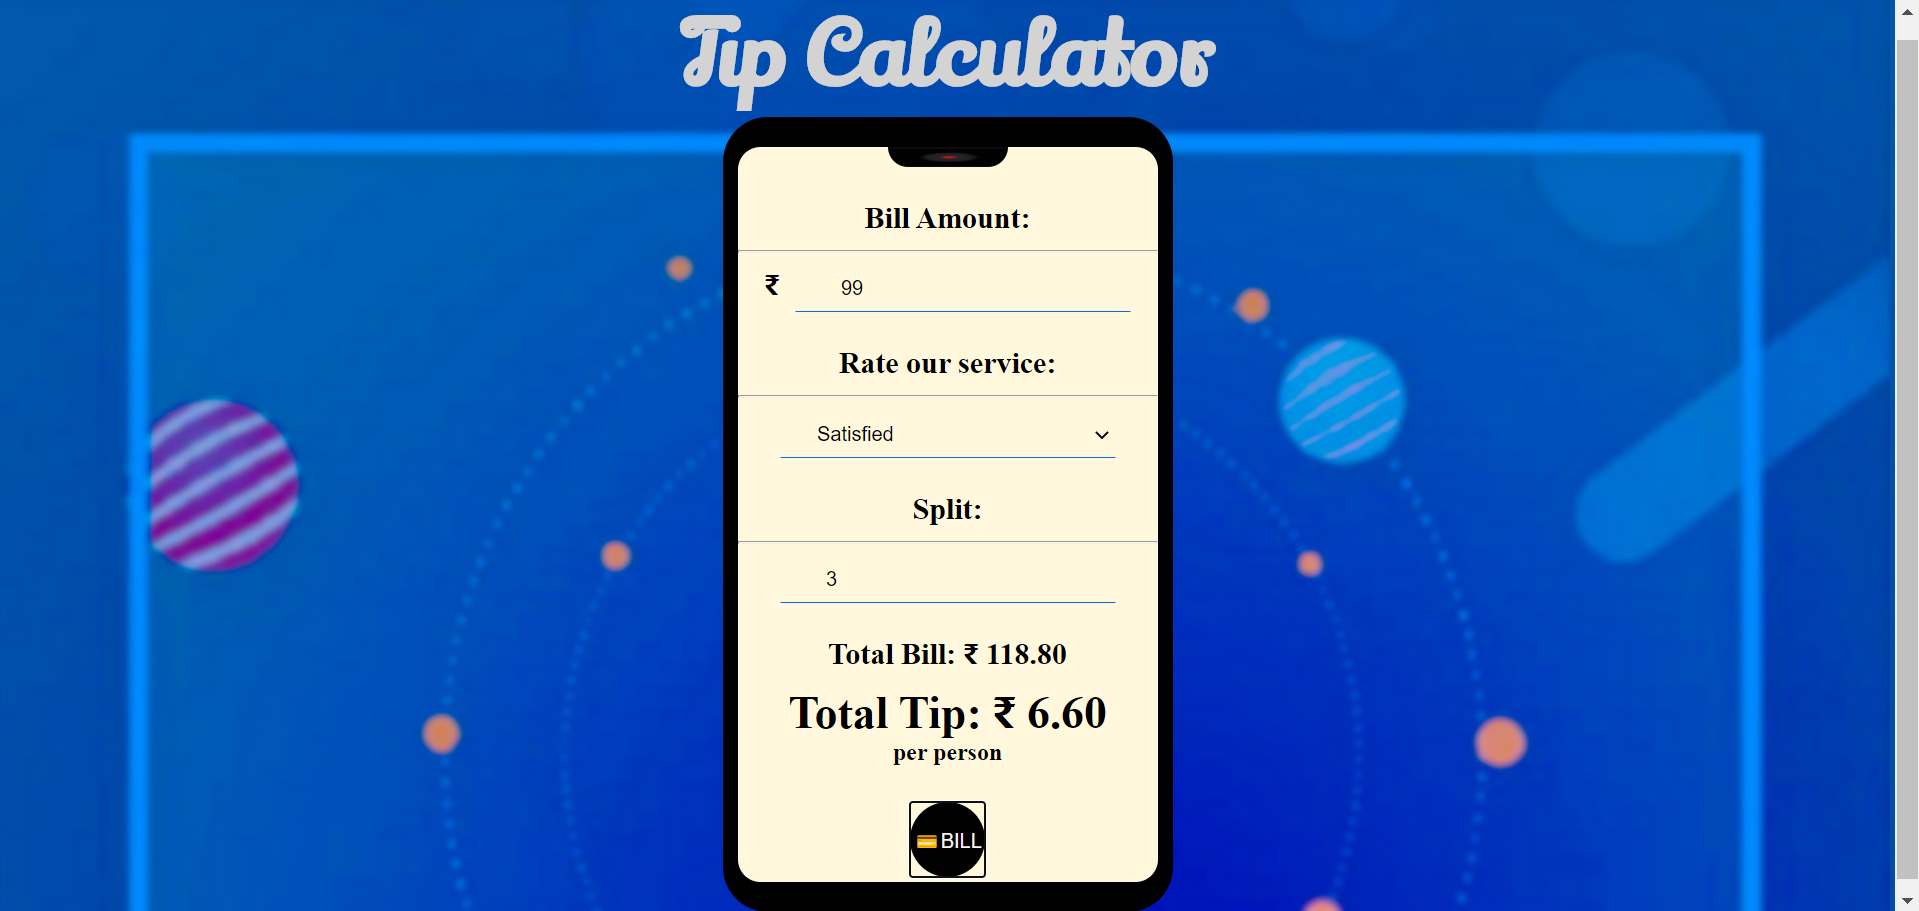 Tip Calculator
Bill Amount:
₹ 99
Rate our service:
Satisfied
Split:
3
Total Bill: ₹ 118.80
Total Tip: ₹ 6.60
per person
💳BILL